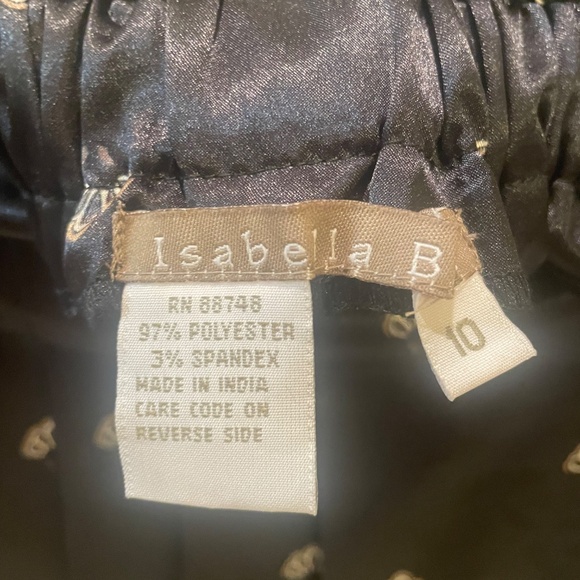 Isabella B
10
RN 88748
97% POLYESTER
3% SPANDEX
MADE IN INDIA
CARE CODE ON
REVERSE SIDE